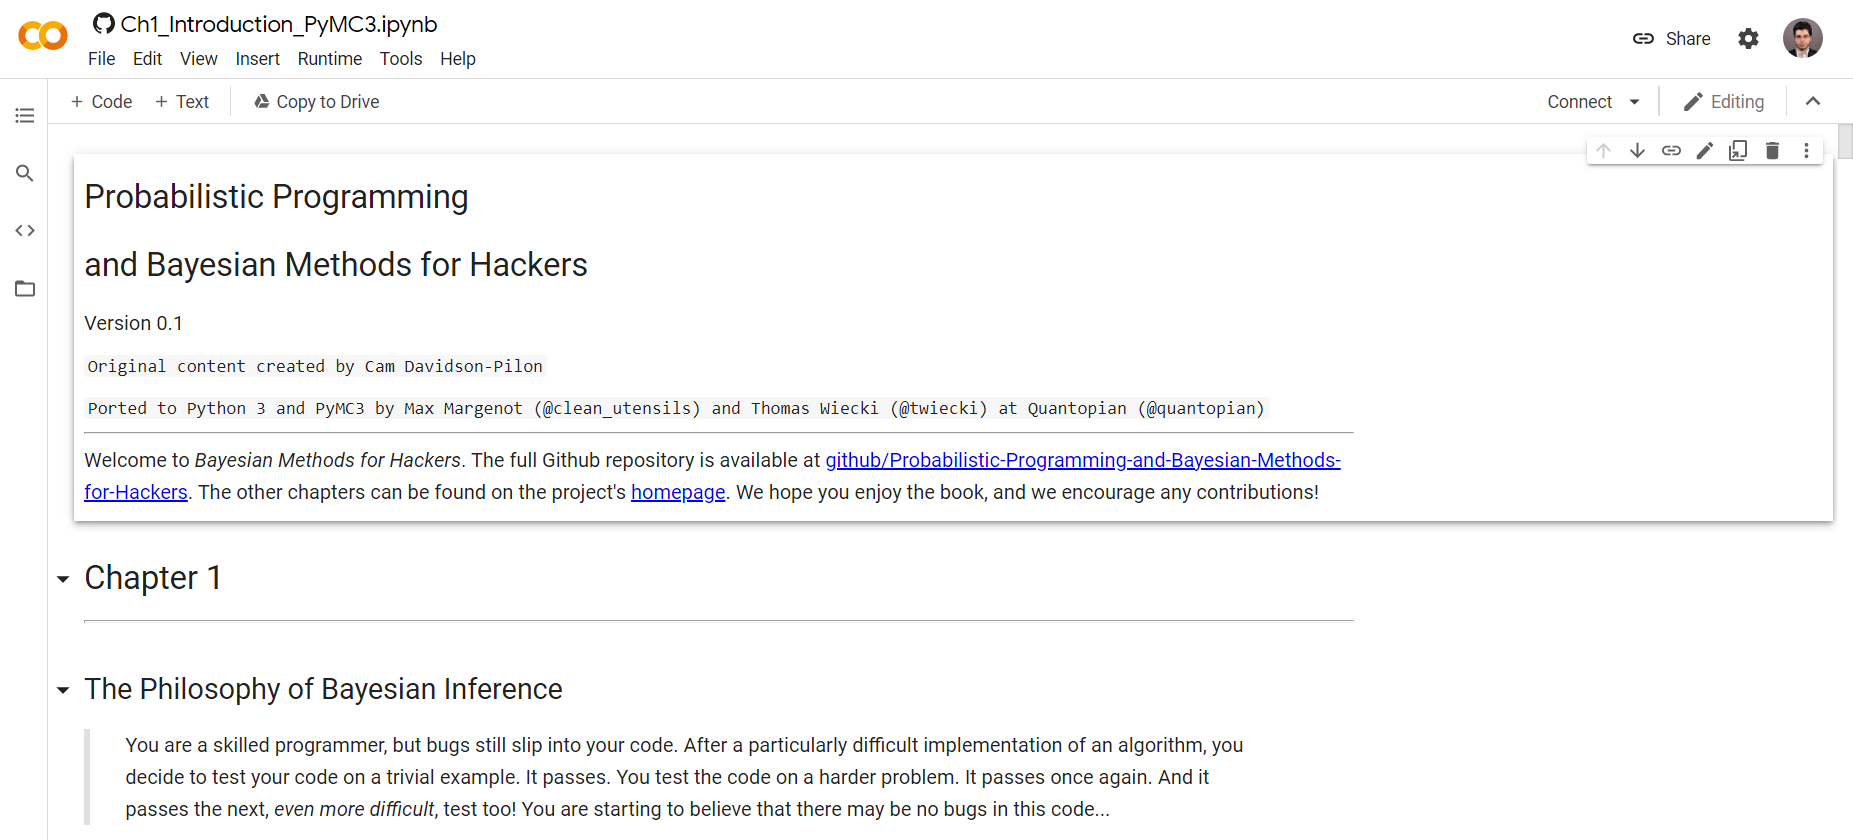 Ch1_Introduction_PyMC3.ipynb
File Edit View Insert Runtime Tools Help
Share
+ Code + Text Copy to Drive
Connect Editing
Probabilistic Programming
and Bayesian Methods for Hackers
Version 0.1
Original content created by Cam Davidson-Pilon
Ported to Python 3 and PyMC3 by Max Margenot (@clean_utensils) and Thomas Wiecki (@twiecki) at Quantopian (@quantopian)
Welcome to Bayesian Methods for Hackers. The full Github repository is available at github/Probabilistic-Programming-and-Bayesian-Methods-
for-Hackers. The other chapters can be found on the project's homepage. We hope you enjoy the book, and we encourage any contributions!
Chapter 1
The Philosophy of Bayesian Inference
You are a skilled programmer, but bugs still slip into your code. After a particularly difficult implementation of an algorithm, you
decide to test your code on a trivial example. It passes. You test the code on a harder problem. It passes once again. And it
passes the next, even more difficult, test too! You are starting to believe that there may be no bugs in this code...